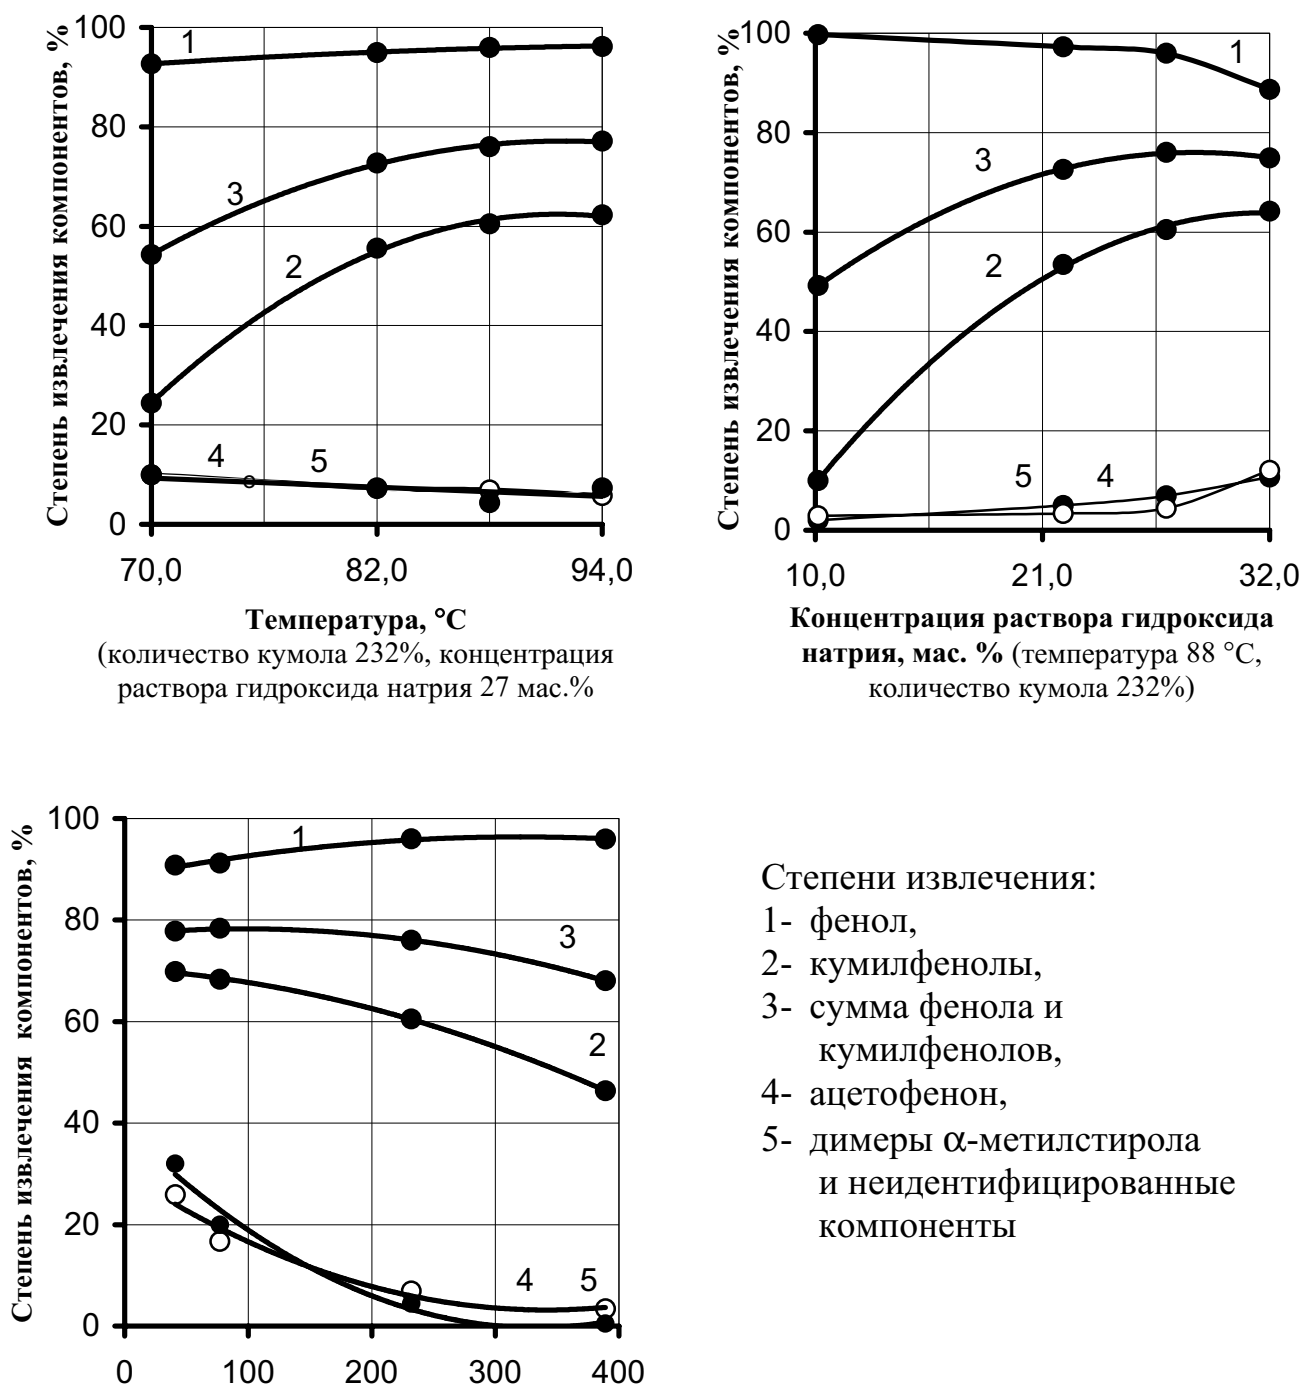 Степень извлечения компонентов, %
100
80
60
40
20
0
1
3
2
4
5
70,0
82,0
94,0
Температура, °С
(количество кумола 232%, концентрация
раствора гидроксида натрия 27 мас.%
Степень извлечения компонентов, %
100
80
60
40
20
0
1
3
2
5
4
10,0
21,0
32,0
Концентрация раствора гидроксида
натрия, мас. % (температура 88 °С,
количество кумола 232%)
Степень извлечения компонентов, %
100
80
60
40
20
0
1
3
2
4
5
0
100
200
300
400
Степени извлечения:
1- фенол,
2- кумилфенолы,
3- сумма фенола и
кумилфенолов,
4- ацетофенон,
5- димеры α-метилстирола
и неидентифицированные
компоненты